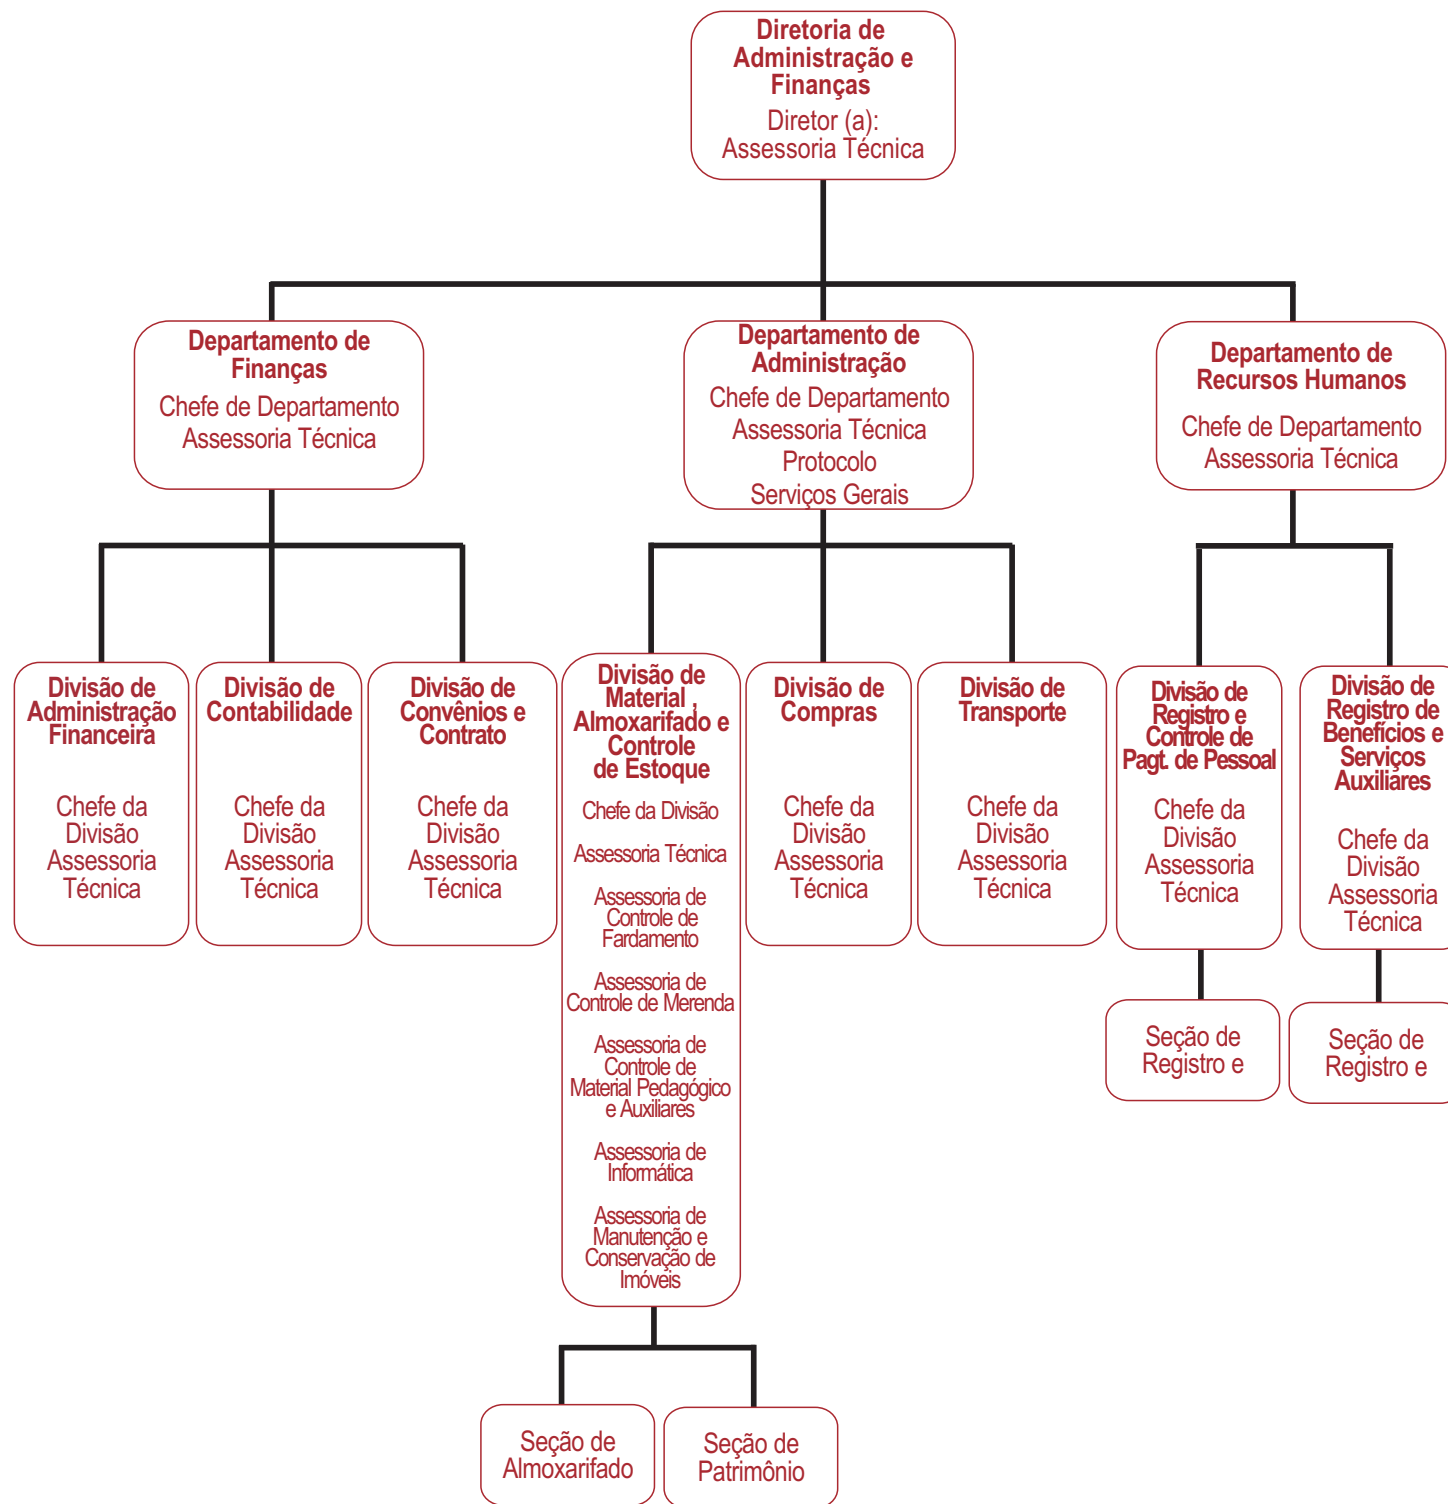 Diretoria de
Administração e
Finanças
Diretor (a):
Assessoria Técnica
Departamento de
Finanças
Chefe de Departamento
Assessoria Técnica
Departamento de
Administração
Chefe de Departamento
Assessoria Técnica
Protocolo
Serviços Gerais
Departamento de
Recursos Humanos
Chefe de Departamento
Assessoria Técnica
Divisão de
Administração
Financeira
Chefe da
Divisão
Assessoria
Técnica
Divisão de
Contabilidade
Chefe da
Divisão
Assessoria
Técnica
Divisão de
Convênios e
Contrato
Chefe da
Divisão
Assessoria
Técnica
Divisão de
Material ,
Almoxarifado e
Controle
de Estoque
Chefe da Divisão
Assessoria Técnica
Assessoria de
Controle de
Fardamento
Assessoria de
Controle de Merenda
Assessoria de
Controle de
Material Pedagógico
e Auxiliares
Assessoria de
Informática
Assessoria de
Manutenção e
Conservação de
Imóveis
Divisão de
Compras
Chefe da
Divisão
Assessoria
Técnica
Divisão de
Transporte
Chefe da
Divisão
Assessoria
Técnica
Divisão de
Registro e
Controle de
Pagt. de Pessoal
Chefe da
Divisão
Assessoria
Técnica
Divisão de
Registro de
Benefícios e
Serviços
Auxiliares
Chefe da
Divisão
Assessoria
Técnica
Seção de
Registro e
Seção de
Registro e
Seção de
Almoxarifado
Seção de
Patrimônio